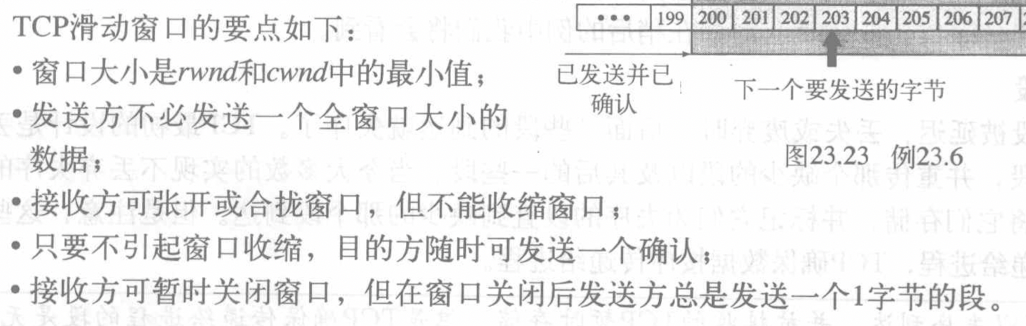 TCP滑动窗口的要点如下：
• 窗口大小是rwnd和cwnd中的最小值；
• 发送方不必发送一个全窗口大小的
数据；
• 接收方可张开或合拢窗口，但不能收缩窗口；
• 只要不引起窗口收缩，目的方随时可发送一个确认；
• 接收方可暂时关闭窗口，但在窗口关闭后发送方总是发送一个1字节的段。
•••• 199 200 201 202 203 204 205 206 207
已发送并已
确认
下一个要发送的字节
图23.23 例23.6